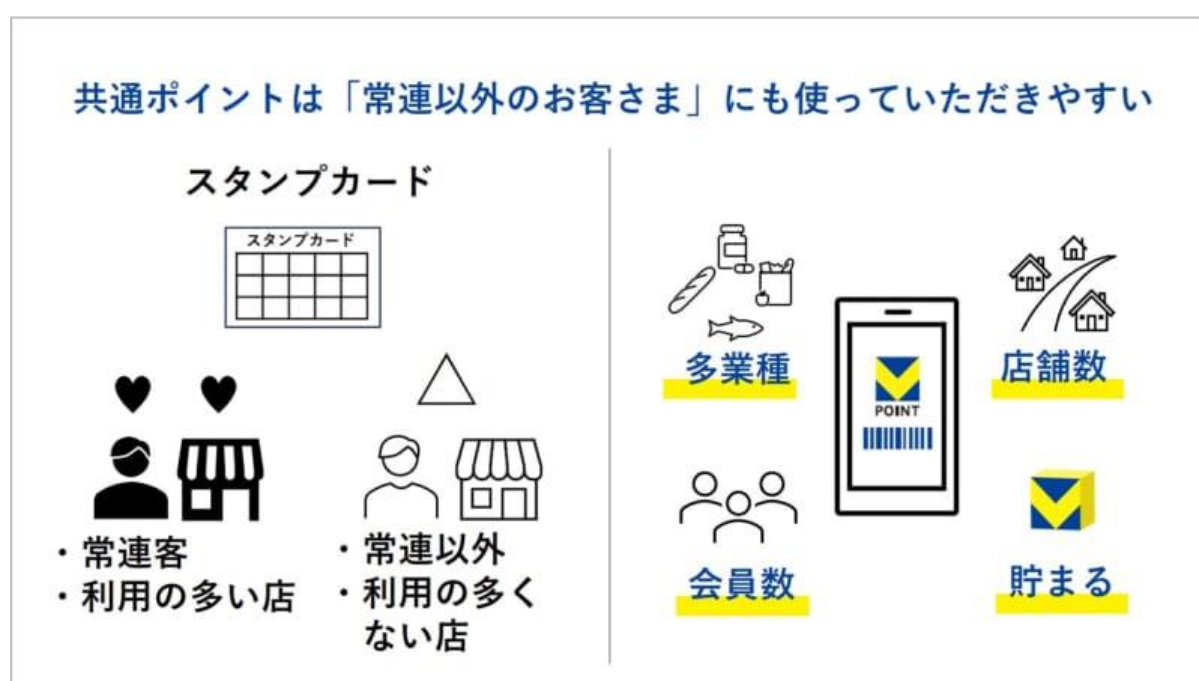 共通ポイントは「常連以外のお客さま」にも使っていただきやすい
スタンプカード
スタンプカード
・常連客
・利用の多い店
・常連以外
・利用の多く
ない店
多業種
店舗数
POINT
会員数
貯まる